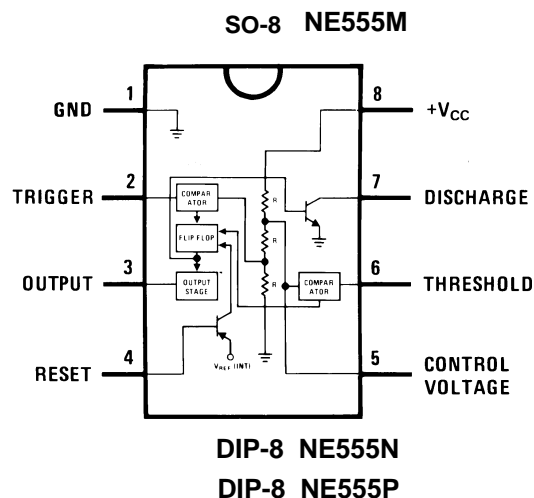 SO-8 NE555M
1
GND
8
+VCC
2
TRIGGER
COMPAR
ATOR
R
7
DISCHARGE
FLIP FLOP
R
3
OUTPUT
OUTPUT
STAGE
R
COMPAR
ATOR
6
THRESHOLD
4
RESET
VREF (INT)
5
CONTROL
VOLTAGE
DIP-8 NE555N
DIP-8 NE555P